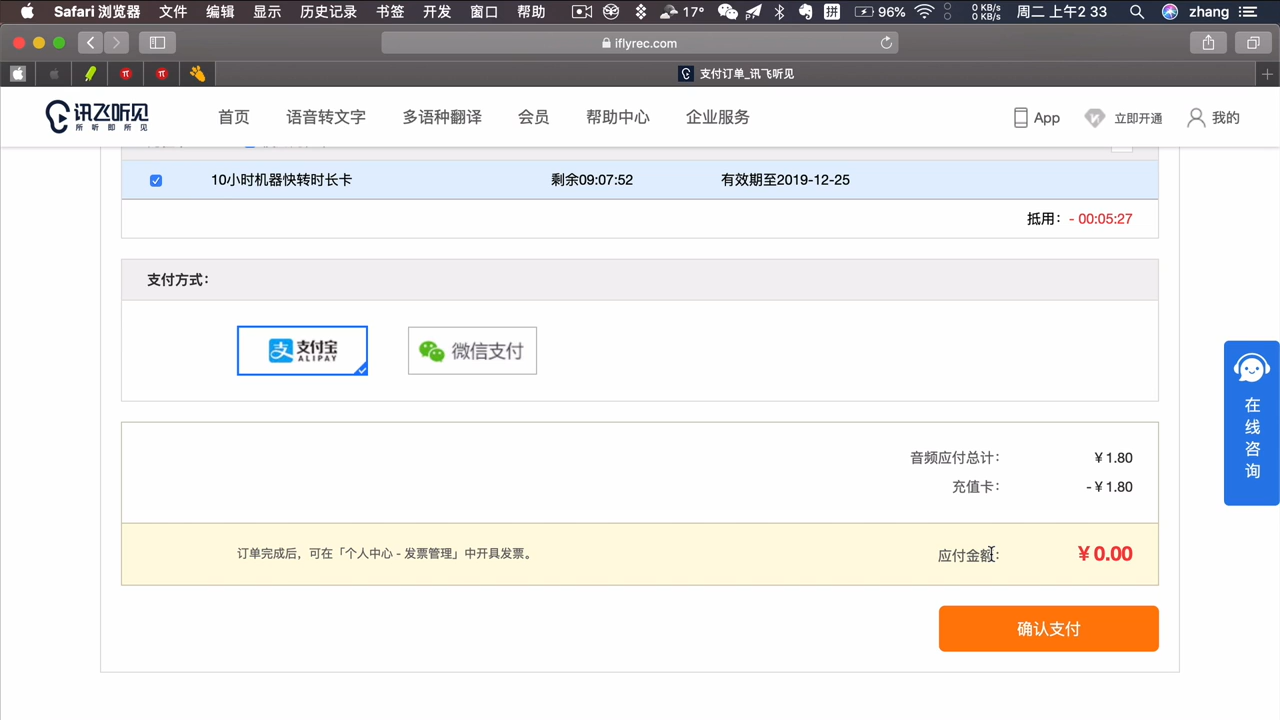 Safari 浏览器 文件 编辑 显示 历史记录 书签 开发 窗口 帮助 17° 拼 96% 0 KB/s 0 KB/s 周二 上午2 33 zhang
iflyrec.com
支付订单_讯飞听见
讯飞听见 首页 语音转文字 多语种翻译 会员 帮助中心 企业服务 App 立即开通 我的
所听即所见
10小时机器快转时长卡 剩余09:07:52 有效期至2019-12-25
抵用： - 00:05:27
支付方式：
支付宝 ALIPAY 微信支付
在线咨询
音频应付总计： ￥1.80
充值卡： -￥1.80
订单完成后，可在「个人中心 - 发票管理」中开具发票。 应付金额： ￥0.00
确认支付